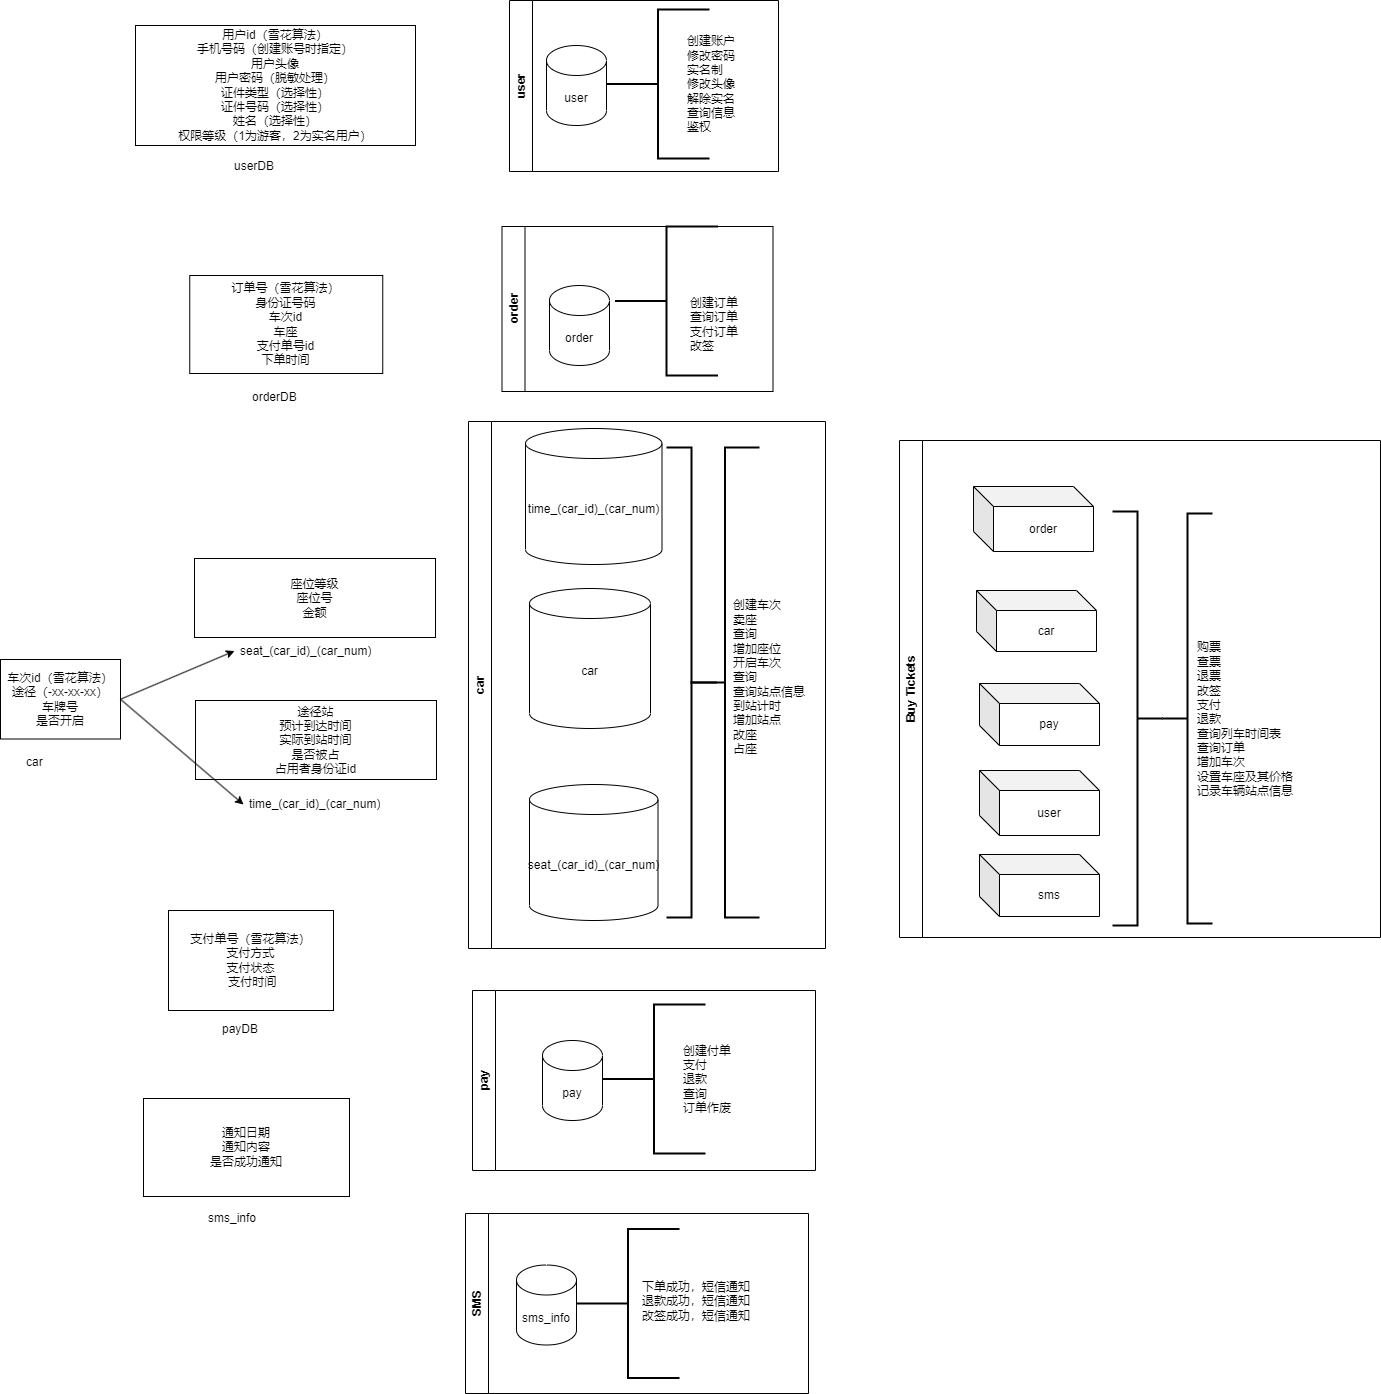 用户id（雪花算法）
手机号码（创建账号时指定）
用户头像
用户密码（脱敏处理）
证件类型（选择性）
证件号码（选择性）
姓名（选择性）
权限等级（1为游客，2为实名用户）
userDB
user
user
创建账户
修改密码
实名制
修改头像
解除实名
查询信息
鉴权
订单号（雪花算法）
身份证号码
车次id
车座
支付单号id
下单时间
orderDB
order
order
创建订单
查询订单
支付订单
改签
车次id（雪花算法）
途径（-xx-xx-xx）
车牌号
是否开启
car
座位等级
座位号
金额
seat_(car_id)_(car_num)
途径站
预计到达时间
实际到站时间
是否被占
占用者身份证id
time_(car_id)_(car_num)
car
time_(car_id)_(car_num)
car
seat_(car_id)_(car_num)
创建车次
卖座
查询
增加座位
开启车次
查询
查询站点信息
到站计时
增加站点
改座
占座
Buy Tickets
order
car
pay
user
sms
购票
查票
退票
改签
支付
退款
查询列车时间表
查询订单
增加车次
设置车座及其价格
记录车辆站点信息
支付单号（雪花算法）
支付方式
支付状态
支付时间
payDB
pay
pay
创建付单
支付
退款
查询
订单作废
通知日期
通知内容
是否成功通知
sms_info
SMS
sms_info
下单成功，短信通知
退款成功，短信通知
改签成功，短信通知